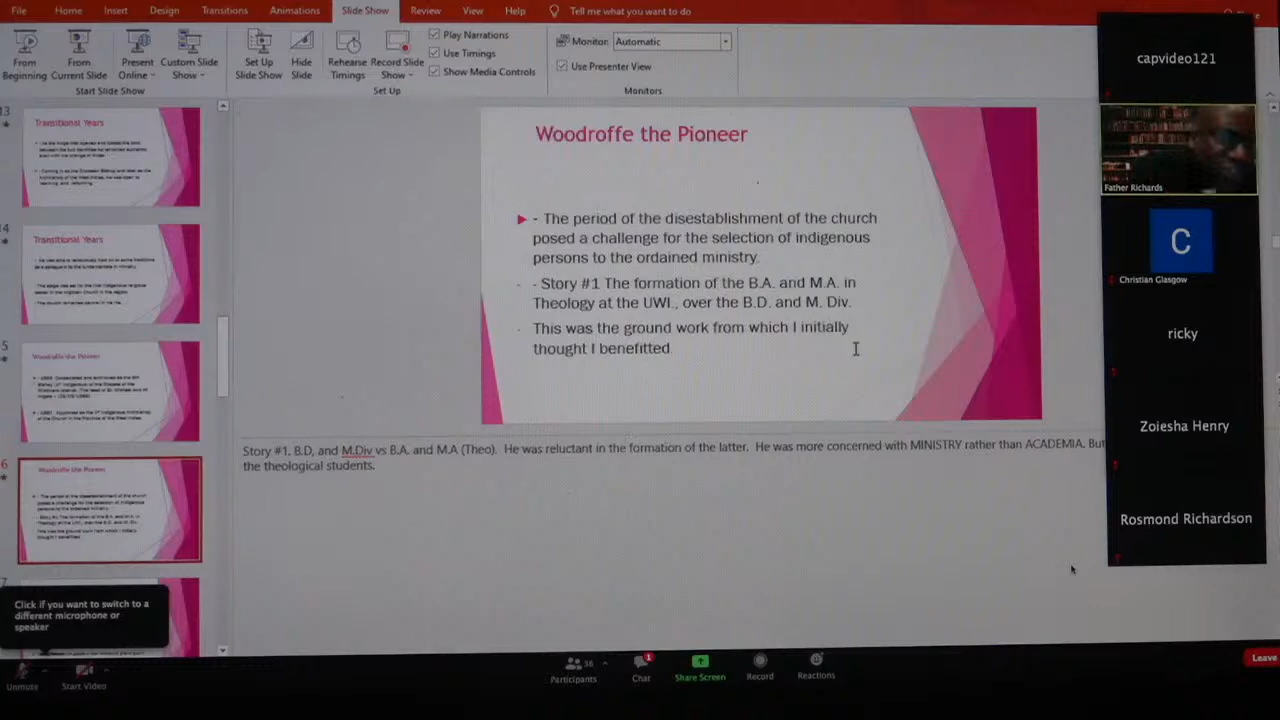 File Home Insert Design Transitions Animations Slide Show Review View Help Tell me what you want to do
From Beginning
From Current Slide
Present Online
Custom Slide Show
Set Up Slide Show
Hide Slide
Rehearse Timings
Record Slide Show
Play Narrations
Use Timings
Show Media Controls
Monitor: Automatic
Use Presenter View
Start Slide Show
Set Up
Monitors
13
Transitional Years
14
Transitional Years
5
Woodroffe the Pioneer
6
Woodroffe the Pioneer
7
Woodroffe the Pioneer
- The period of the disestablishment of the church
posed a challenge for the selection of indigenous
persons to the ordained ministry.
- Story #1 The formation of the B.A. and M.A. in
Theology at the UWI., over the B.D. and M. Div.
This was the ground work from which I initially
thought I benefitted
Story #1. B.D, and M.Div vs B.A. and M.A (Theo). He was reluctant in the formation of the latter. He was more concerned with MINISTRY rather than ACADEMIA. But
the theological students.
capvideo121
Father Richards
C
Christian Glasgow
ricky
Zoiesha Henry
Rosmond Richardson
Click if you want to switch to a
different microphone or
speaker
Unmute
Start Video
36
Participants
1
Chat
Share Screen
Record
Reactions
Leave